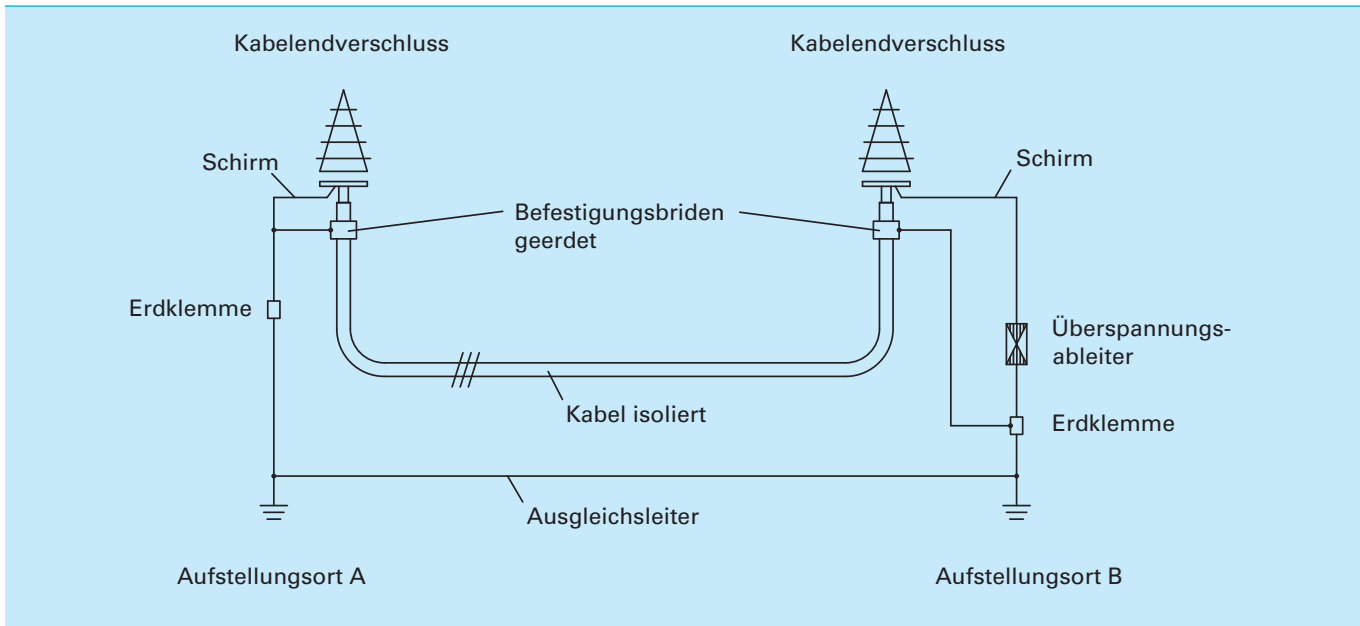 Kabelendverschluss
Kabelendverschluss
Schirm
Schirm
Befestigungsbriden
geerdet
Erdklemme
Überspannungs-
ableiter
Kabel isoliert
Erdklemme
Ausgleichsleiter
Aufstellungsort A
Aufstellungsort B